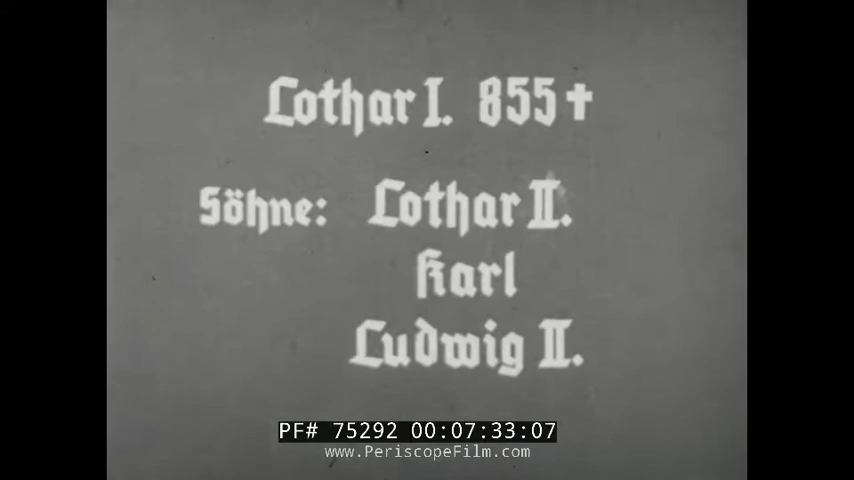 Lothar I. 855 ✝
Söhne: Lothar II.
Karl
Ludwig II.
PF# 75292 00:07:33:07
www.PeriscopeFilm.com